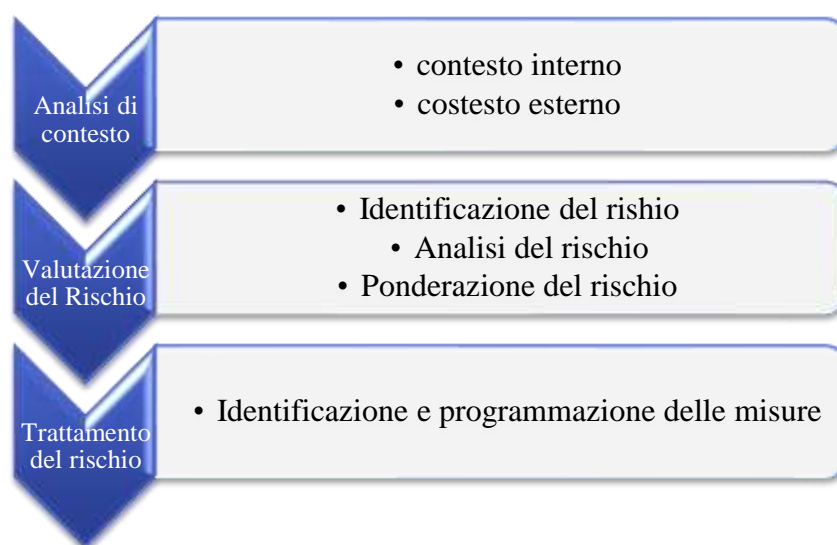 Analisi di
contesto
• contesto interno
• costesto esterno
Valutazione
del Rischio
• Identificazione del rishio
• Analisi del rischio
• Ponderazione del rischio
Trattamento
del rischio
• Identificazione e programmazione delle misure